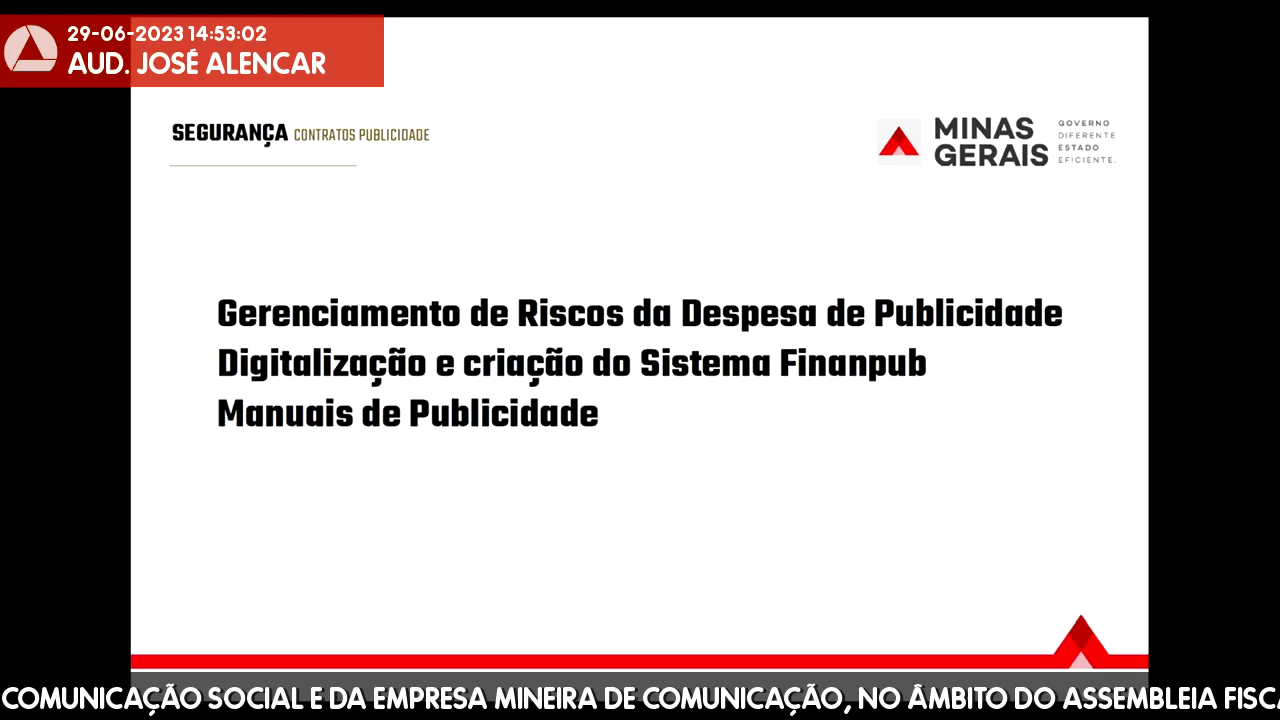 29-06-2023 14:53:02
AUD. JOSÉ ALENCAR
SEGURANÇA CONTRATOS PUBLICIDADE
MINAS GERAIS
GOVERNO
DIFERENTE
ESTADO
EFICIENTE.
Gerenciamento de Riscos da Despesa de Publicidade
Digitalização e criação do Sistema Finanpub
Manuais de Publicidade
COMUNICAÇÃO SOCIAL E DA EMPRESA MINEIRA DE COMUNICAÇÃO, NO ÂMBITO DO ASSEMBLEIA FISC